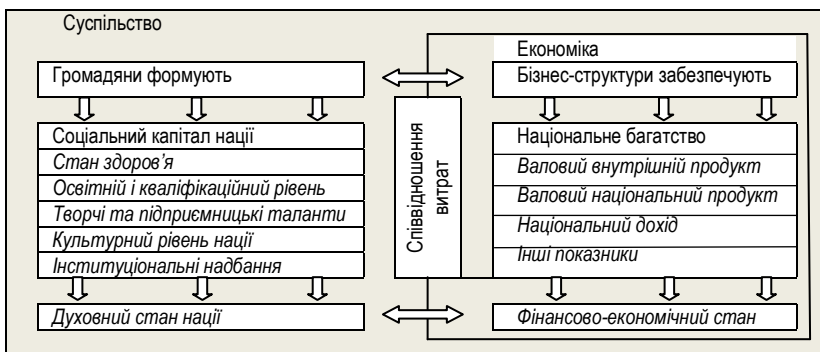 Суспільство
Економіка
Громадяни формують
Бізнес-структури забезпечують
Соціальний капітал нації
Стан здоров’я
Освітній і кваліфікаційний рівень
Творчі та підприємницькі таланти
Культурний рівень нації
Інституціональні надбання
Співвідношення
витрат
Національне багатство
Валовий внутрішній продукт
Валовий національний продукт
Національний дохід
Інші показники
Духовний стан нації
Фінансово-економічний стан